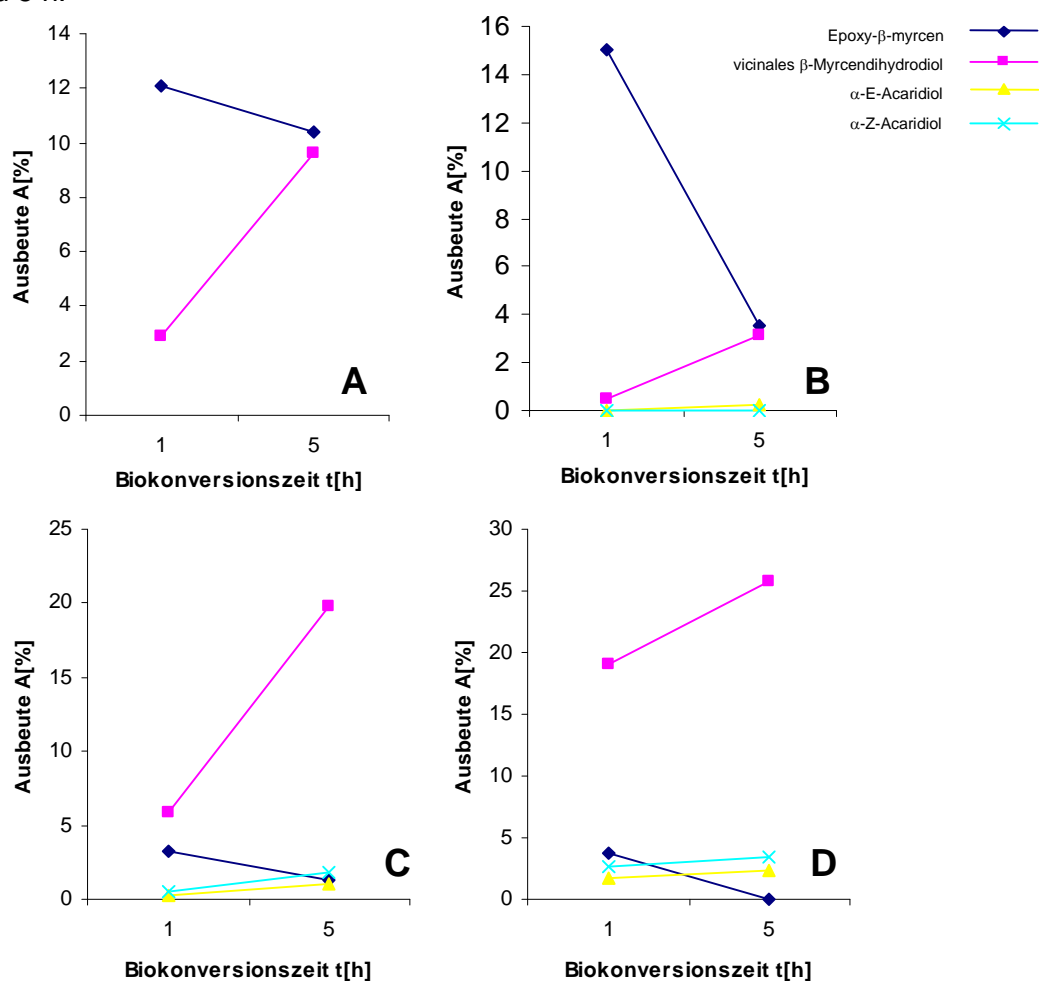 Epoxy-β-myrcen
vicinales β-Myrcendihydrodiol
α-E-Acaridiol
α-Z-Acaridiol
14
12
10
8
6
4
2
0
Ausbeute A[%]
1
5
Biokonversionszeit t[h]
A
16
14
12
10
8
6
4
2
0
Ausbeute A[%]
1
5
Biokonversionszeit t[h]
B
25
20
15
10
5
0
Ausbeute A[%]
1
5
Biokonversionszeit t[h]
C
30
25
20
15
10
5
0
Ausbeute A[%]
1
5
Biokonversionszeit t[h]
D